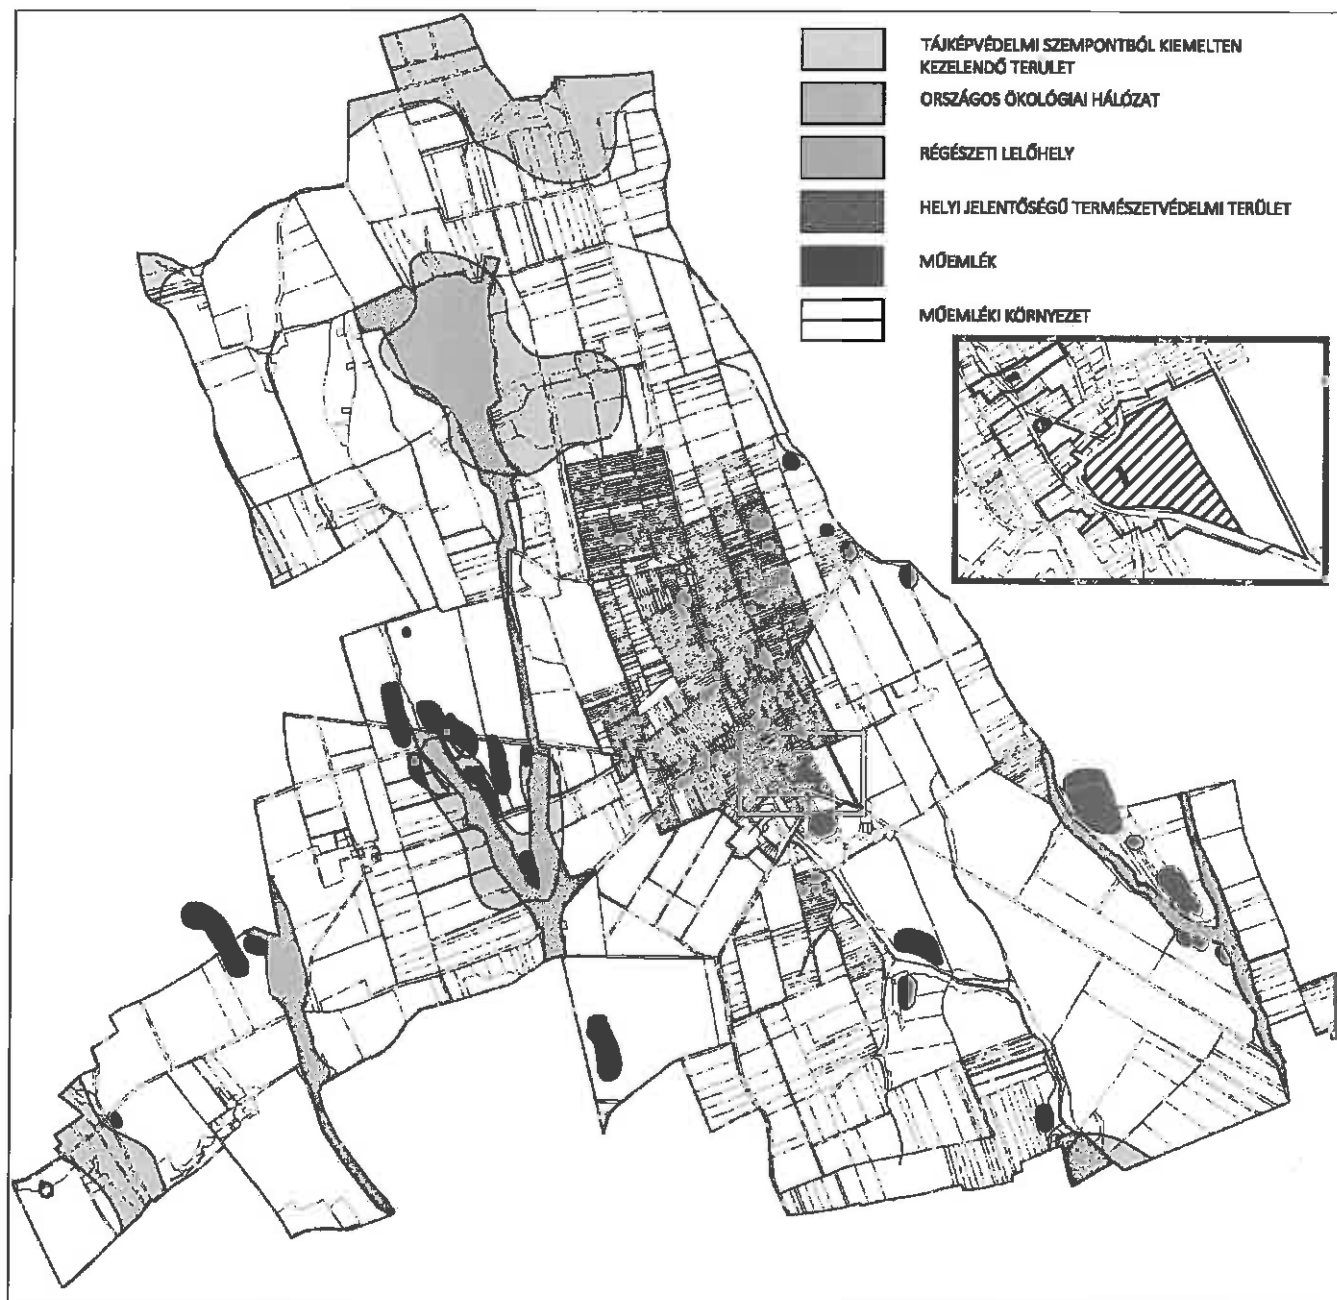 TÁJKÉPVÉDELMI SZEMPONTBÓL KIEMELTEN
KEZELENDŐ TERÜLET
ORSZÁGOS ÖKOLÓGIAI HÁLÓZAT
RÉGÉSZETI LELŐHELY
HELYI JELENTŐSÉGŰ TERMÉSZETVÉDELMI TERÜLET
MŰEMLÉK
MŰEMLÉKI KÖRNYEZET